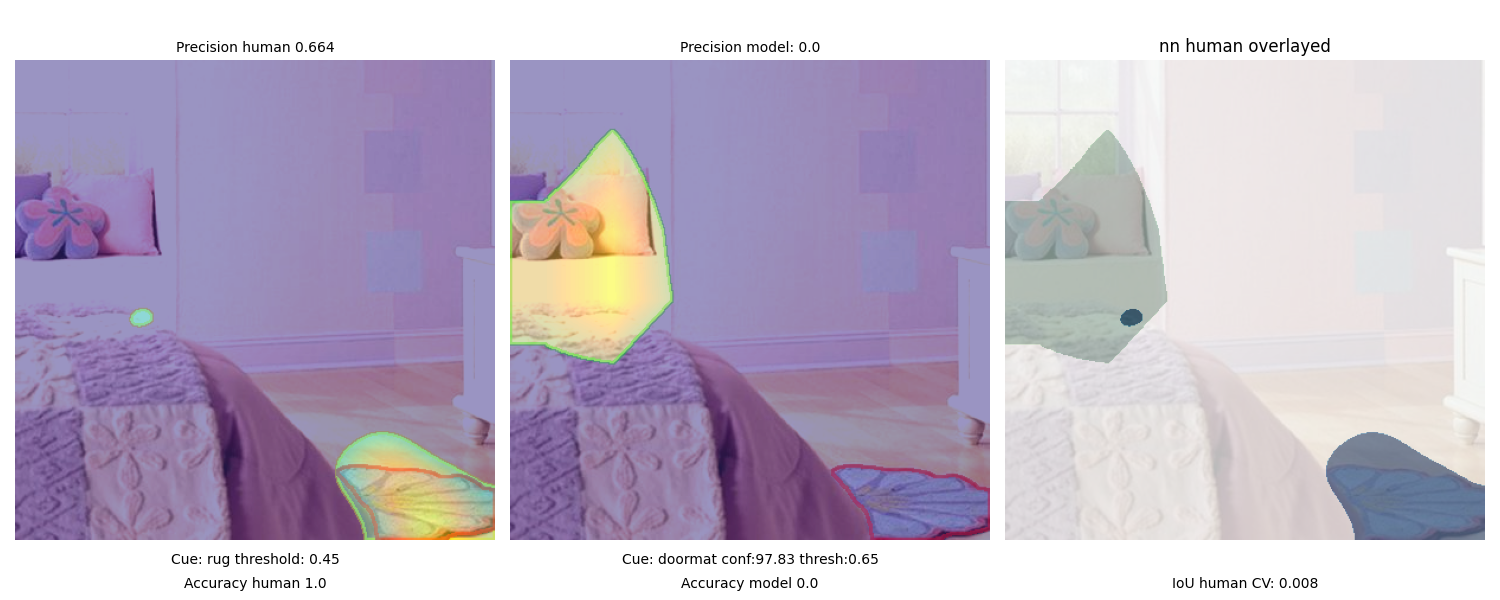 Precision human 0.664
Precision model: 0.0
nn human overlayed
Cue: rug threshold: 0.45
Cue: doormat conf:97.83 thresh:0.65
Accuracy human 1.0
Accuracy model 0.0
IoU human CV: 0.008